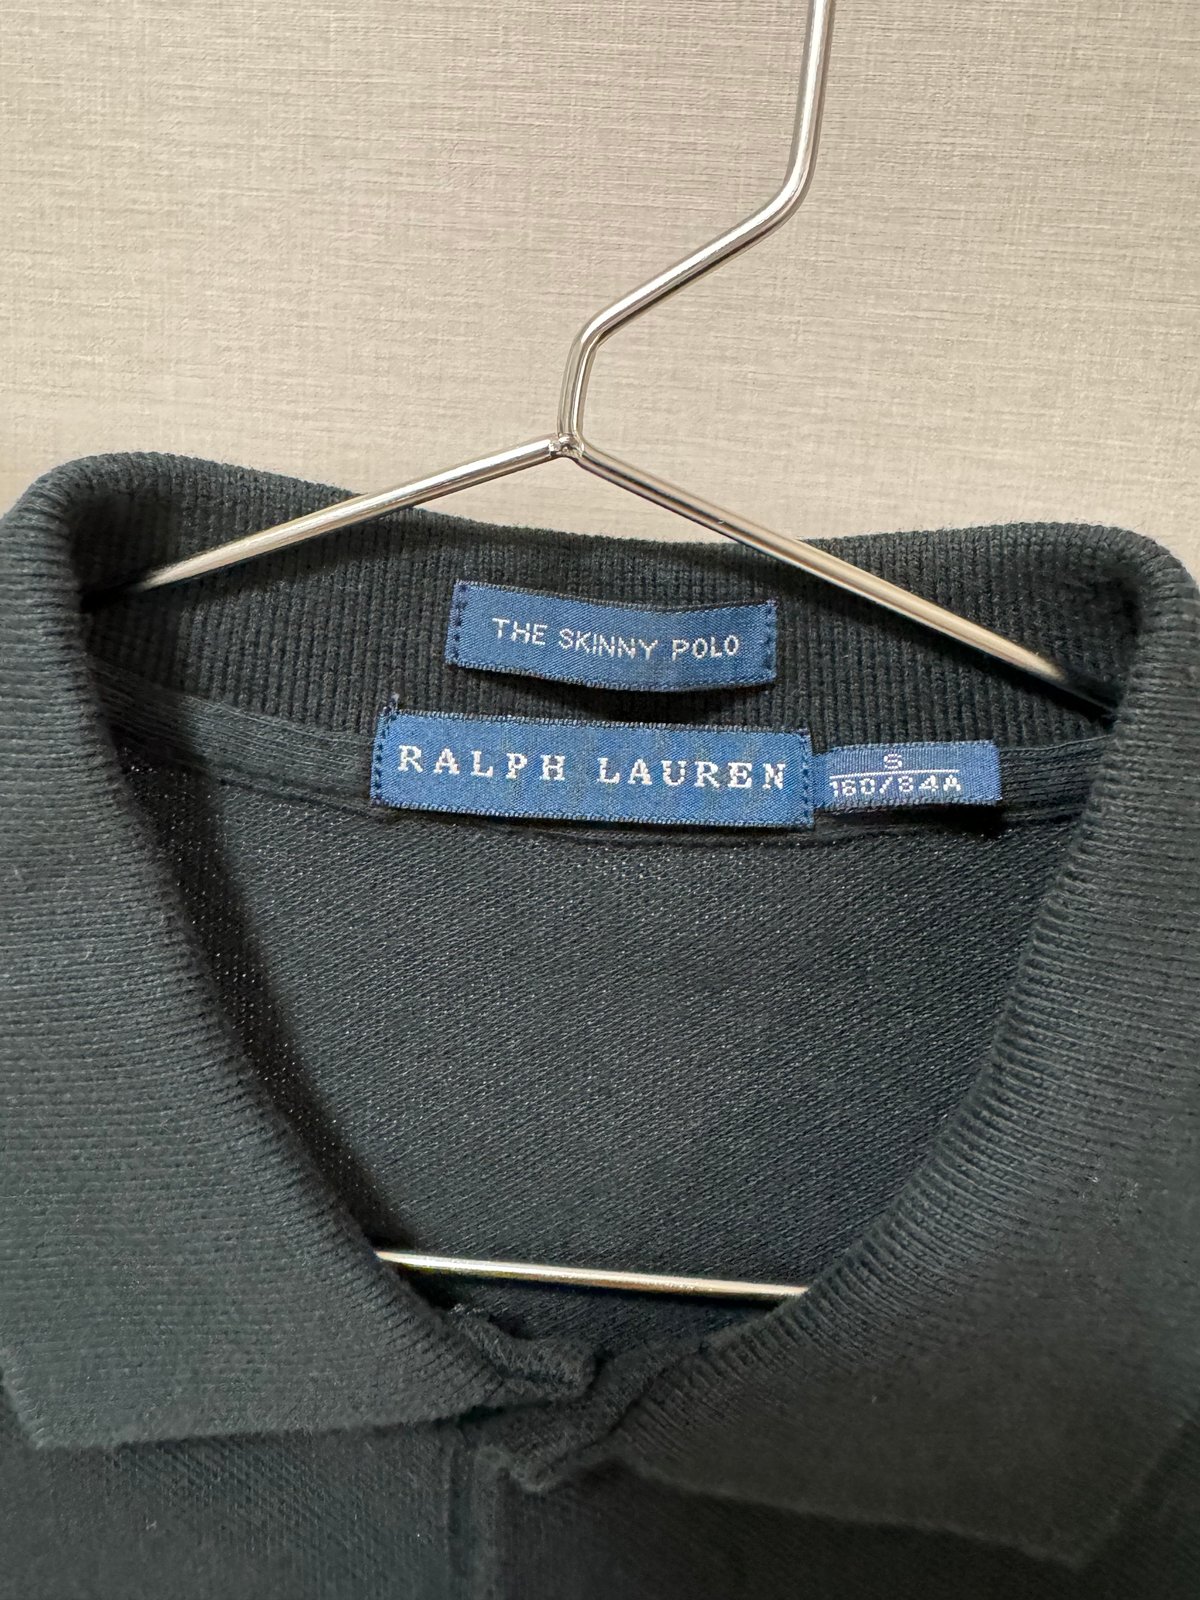 THE SKINNY POLO
RALPH LAUREN
S
160/84A